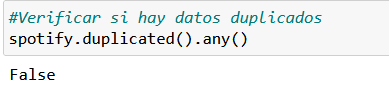 #Verificar si hay datos duplicados
spotify.duplicated().any()
False